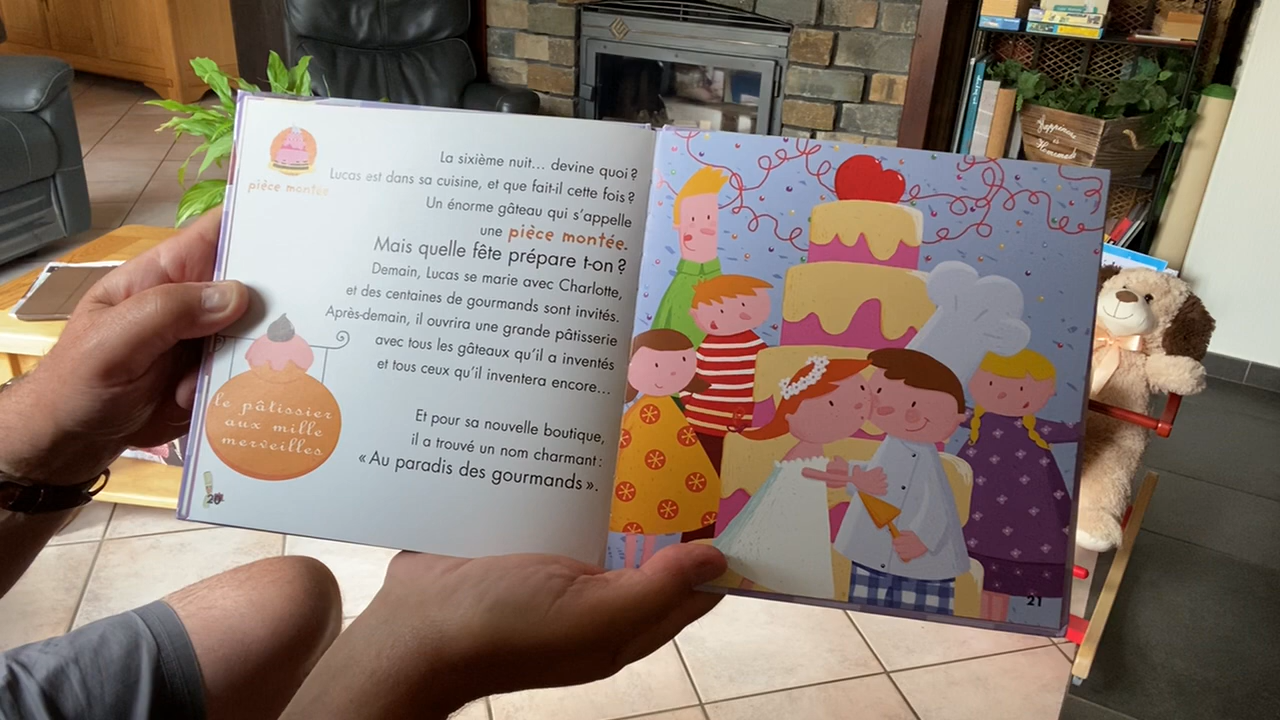 pièce montée
La sixième nuit... devine quoi ?
Lucas est dans sa cuisine, et que fait-il cette fois ?
Un énorme gâteau qui s'appelle
une pièce montée.
Mais quelle fête prépare t-on ?
Demain, Lucas se marie avec Charlotte,
et des centaines de gourmands sont invités.
Après-demain, il ouvrira une grande pâtisserie
avec tous les gâteaux qu'il a inventés
et tous ceux qu'il inventera encore...
Et pour sa nouvelle boutique,
il a trouvé un nom charmant :
« Au paradis des gourmands ».
le pâtissier
aux mille
merveilles
20
21
Happiness
is
Homemade